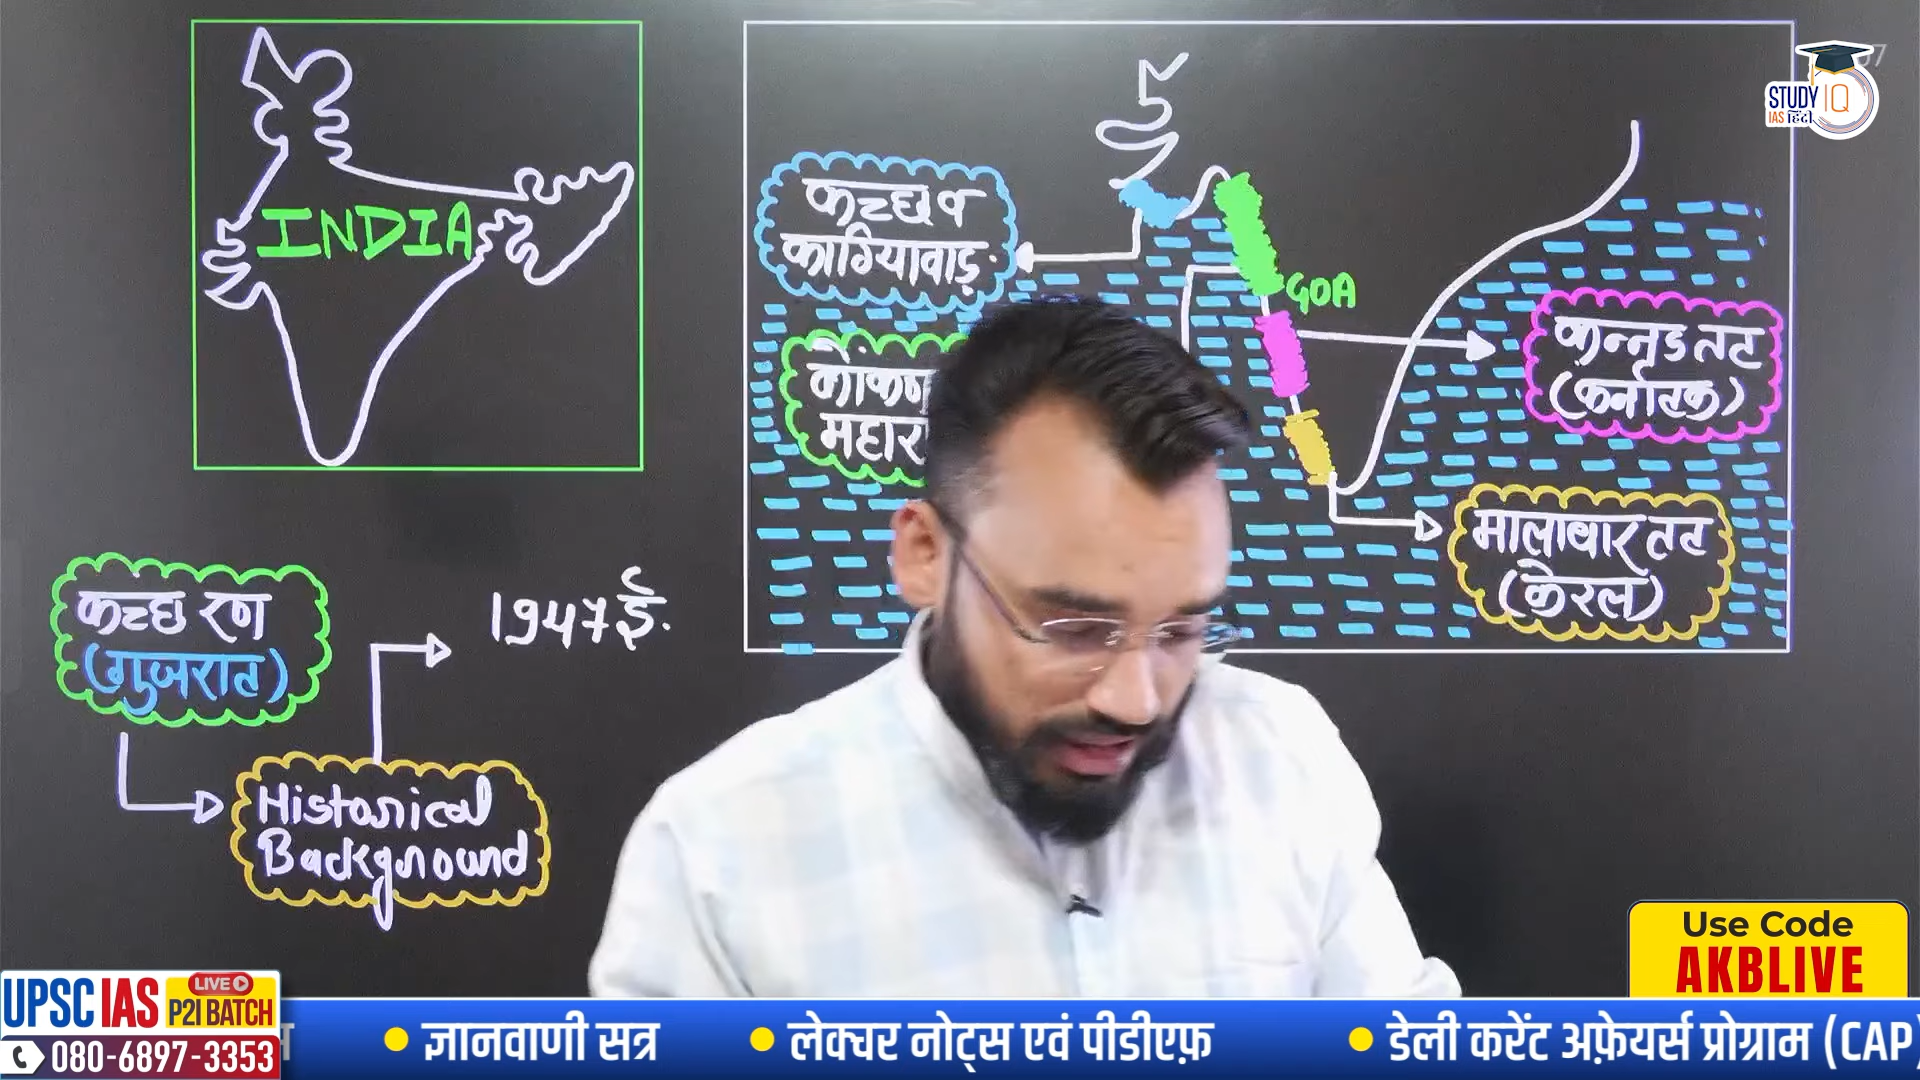 INDIA
कच्छ व
काठियावाड़
GOA
कोंकण
कन्नड तट
(कर्नाटक)
मालाबार तट
(केरल)
कच्छ रण
(गुजरात)
1947 ई.
Historical
Background
STUDY IQ
IAS हिंदी
Use Code
AKBLIVE
UPSC IAS
LIVE
P2I BATCH
080-6897-3353
ज्ञानवाणी सत्र
लेक्चर नोट्स एवं पीडीएफ़
डेली करेंट अफ़ेयर्स प्रोग्राम (CAP